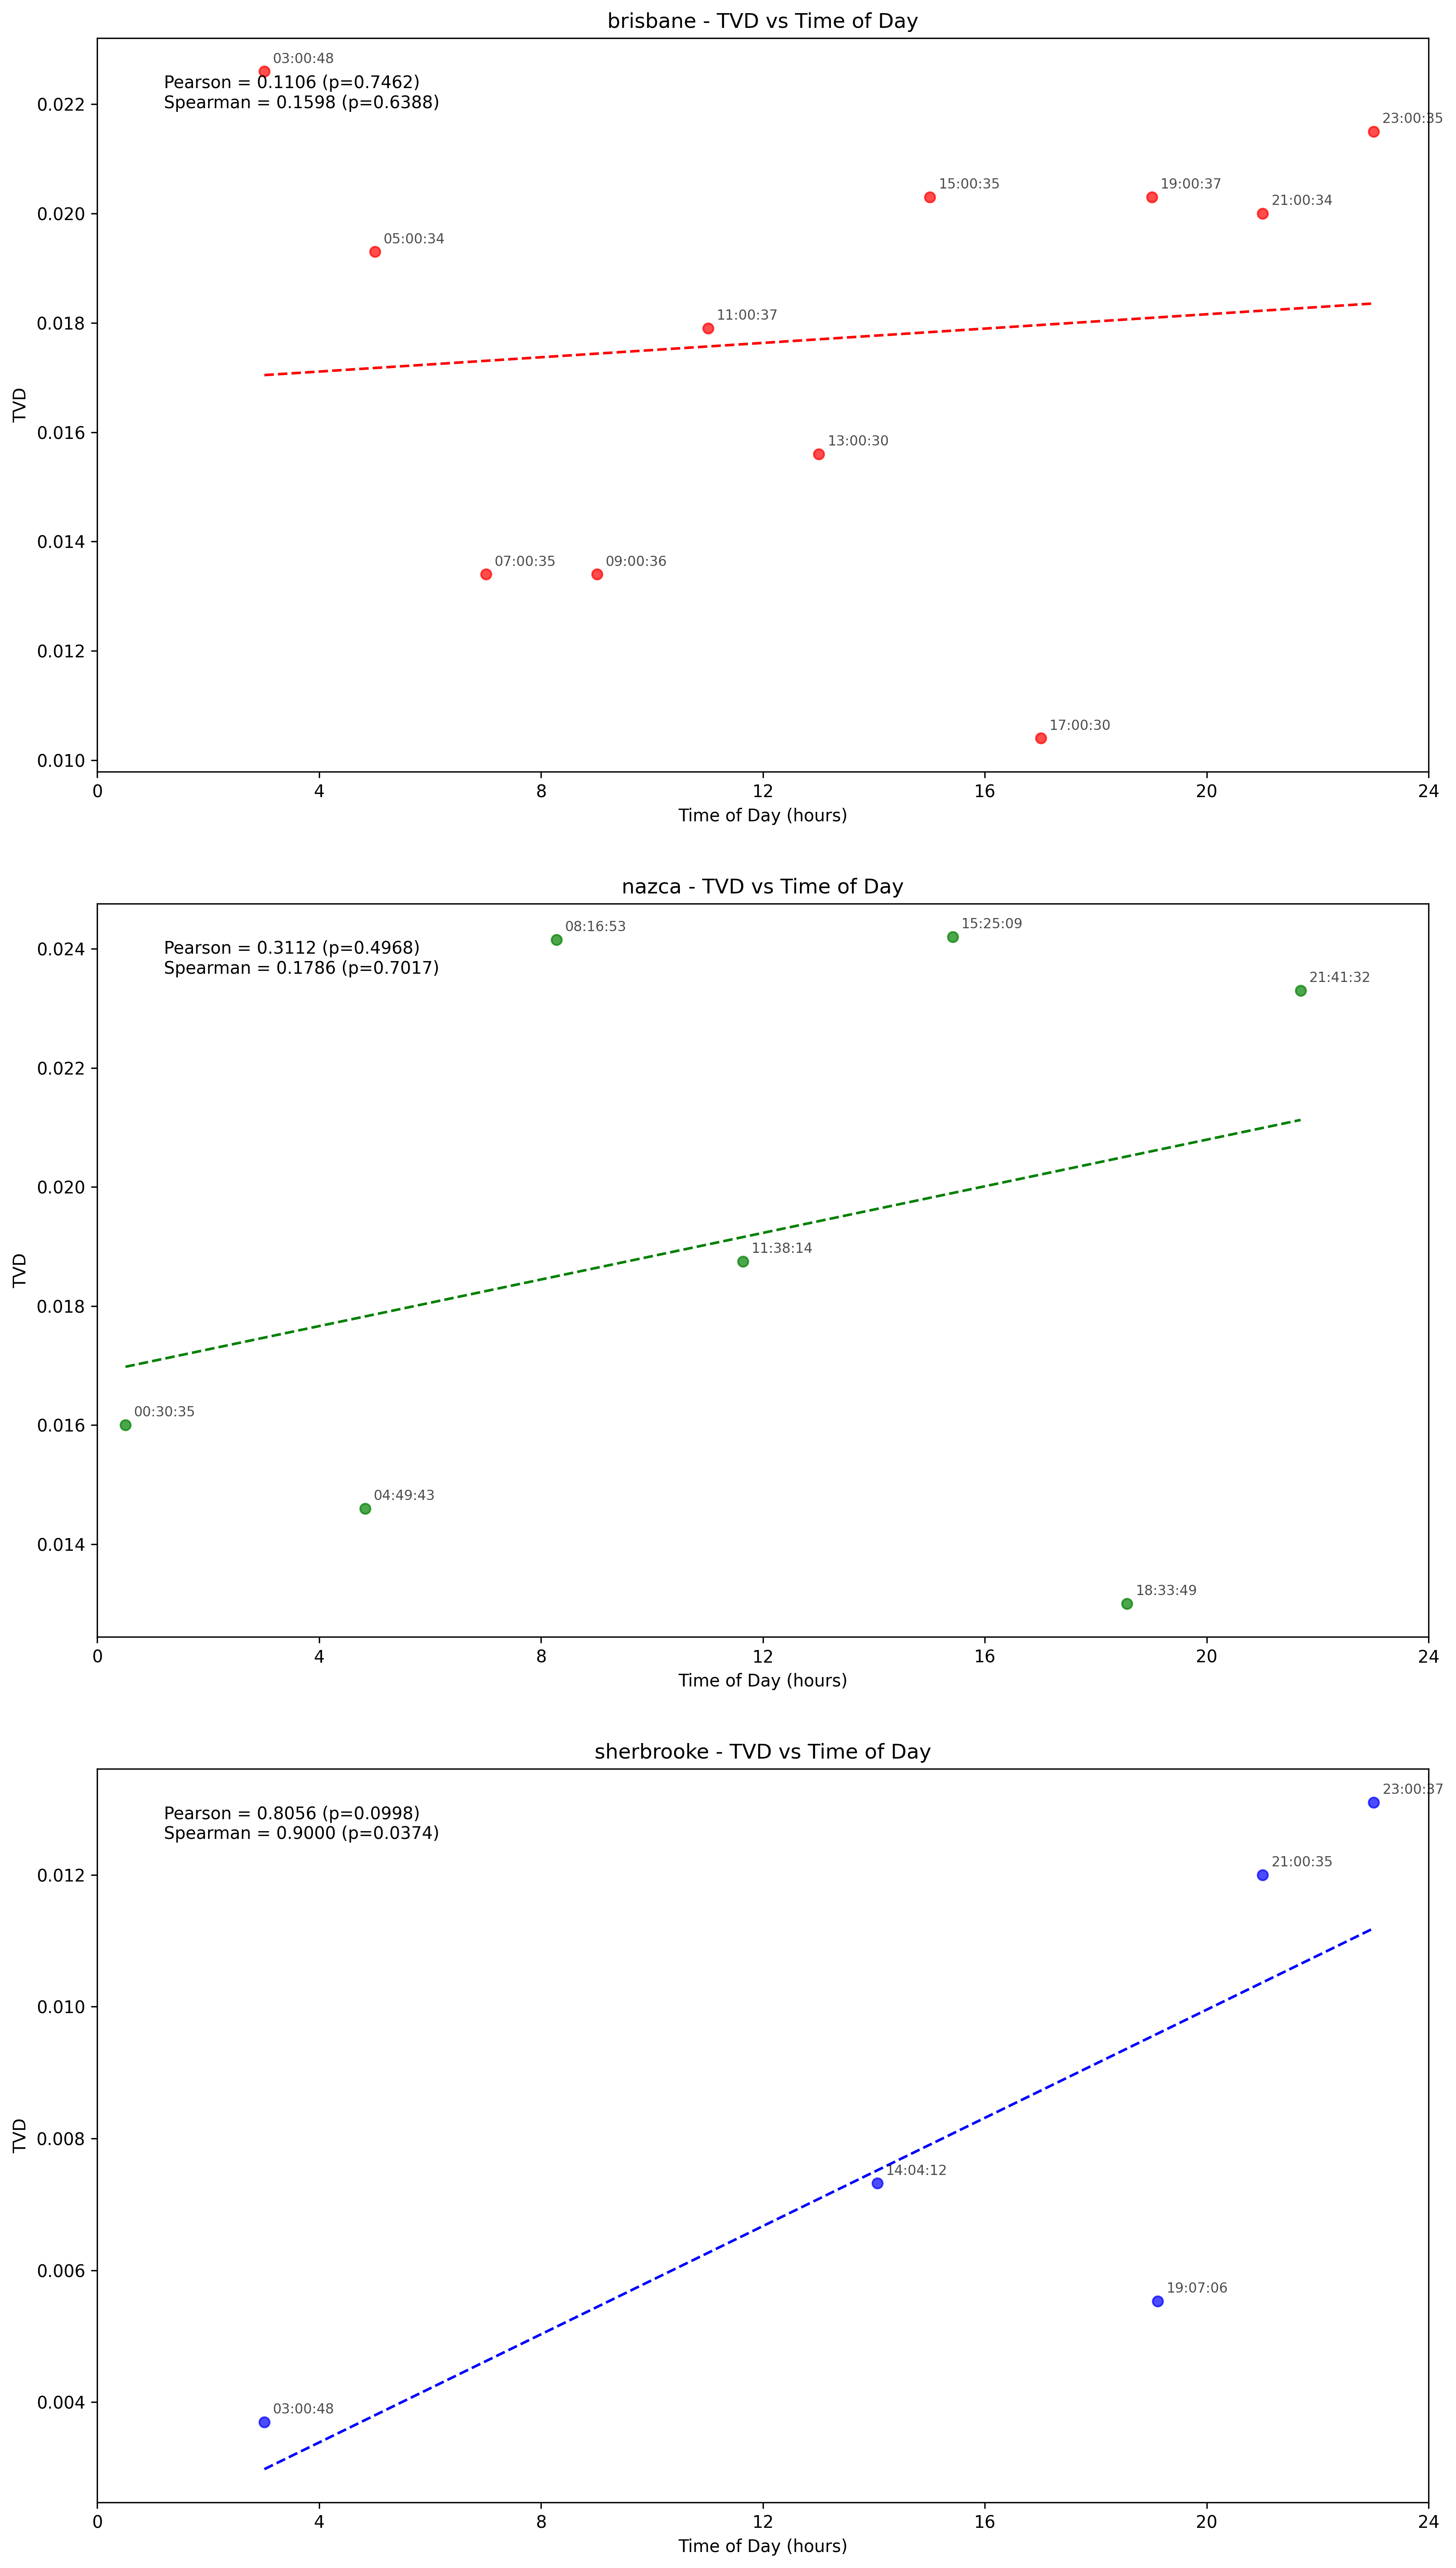 brisbane - TVD vs Time of Day
03:00:48
Pearson = 0.1106 (p=0.7462)
Spearman = 0.1598 (p=0.6388)
0.022
23:00:35
15:00:35
19:00:37
21:00:34
0.020
05:00:34
11:00:37
0.018
TVD
0.016
13:00:30
0.014
07:00:35
09:00:36
0.012
17:00:30
0.010
0 4 8 12 16 20 24
Time of Day (hours)
nazca - TVD vs Time of Day
08:16:53
15:25:09
0.024
Pearson = 0.3112 (p=0.4968)
Spearman = 0.1786 (p=0.7017)
21:41:32
0.022
0.020
TVD
11:38:14
0.018
00:30:35
0.016
04:49:43
0.014
18:33:49
0 4 8 12 16 20 24
Time of Day (hours)
sherbrooke - TVD vs Time of Day
23:00:37
Pearson = 0.8056 (p=0.0998)
Spearman = 0.9000 (p=0.0374)
21:00:35
0.012
0.010
TVD
0.008
14:04:12
0.006
19:07:06
0.004
03:00:48
0 4 8 12 16 20 24
Time of Day (hours)